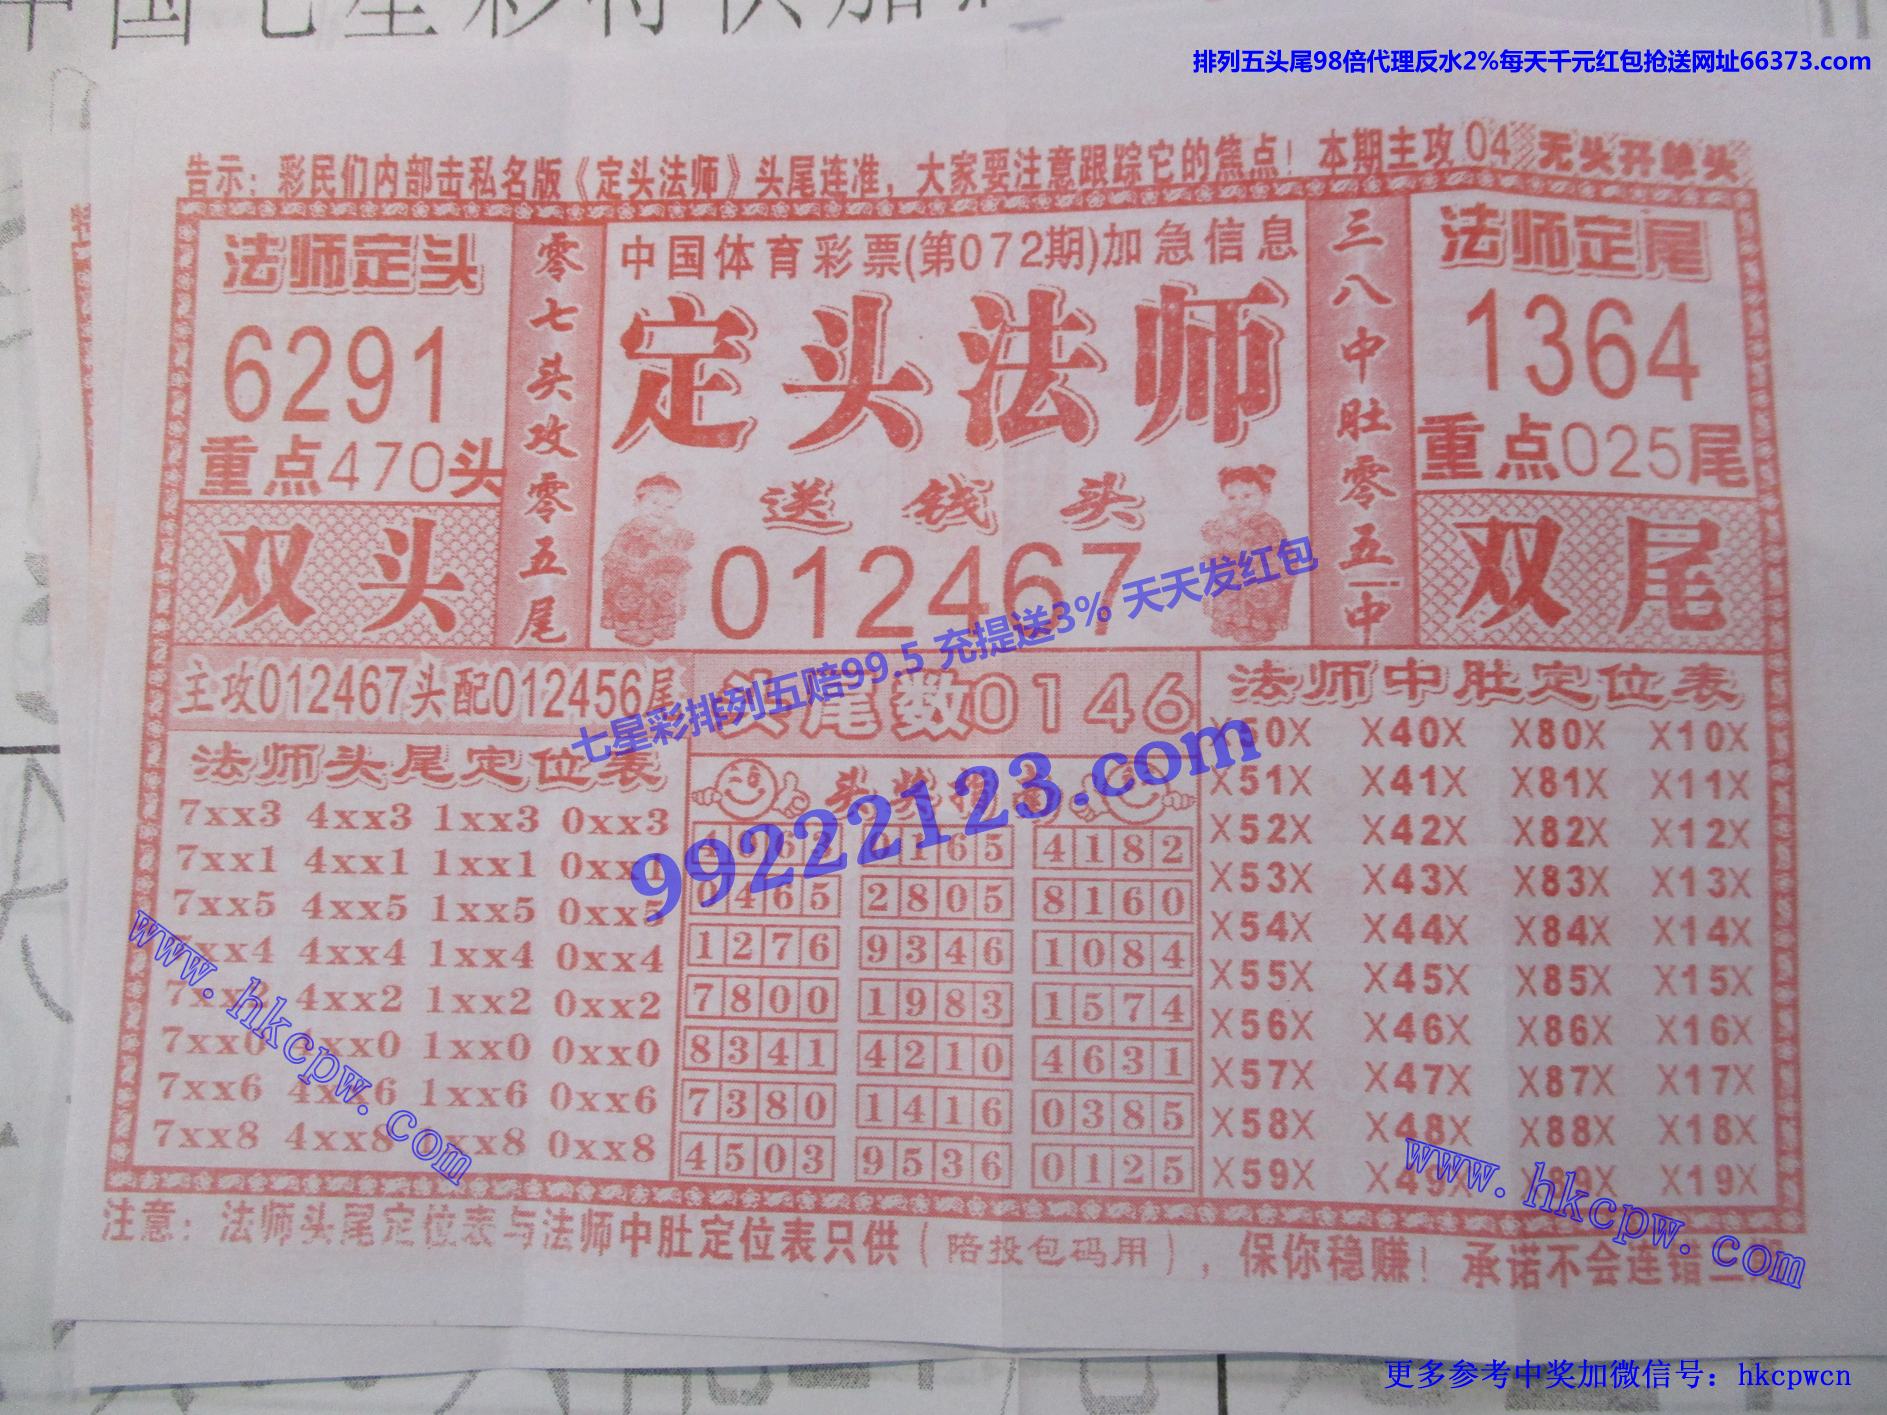 排列五头尾98倍代理反水2%每天千元红包抢送网址66373.com
告示：彩民们内部击私名版《定头法师》头尾连准，大家要注意跟踪它的焦点！本期主攻04 无头开单头
法师定头
6291
重点470头
双头
零七头攻零五尾
中国体育彩票(第072期)加急信息
定头法师
送钱头
012467
三八中肚零五中
法师定尾
1364
重点025尾
双尾
七星彩排列五赔99.5 充提送3% 天天发红包
99222123.com
主攻012467头配012456尾
尾数0146
法师头尾定位表
7xx3 4xx3 1xx3 0xx3
7xx1 4xx1 1xx1 0xx1
7xx5 4xx5 1xx5 0xx5
4xx4 1xx4 0xx4
4xx2 1xx2 0xx2
7xx0 4xx0 1xx0 0xx0
7xx6 4xx6 1xx6 0xx6
7xx8 4xx8 xx8 0xx8
头奖
165 4182
0465 2805 8160
1276 9346 1084
7800 1983 1574
8341 4210 4631
7380 1416 0385
4503 9536 0125
法师中肚定位表
X50X X40X X80X X10X
X51X X41X X81X X11X
X52X X42X X82X X12X
X53X X43X X83X X13X
X54X X44X X84X X14X
X55X X45X X85X X15X
X56X X46X X86X X16X
X57X X47X X87X X17X
X58X X48X X88X X18X
X59X X49X X89X X19X
www.hkcpw.com
www.hkcpw.com
注意：法师头尾定位表与法师中肚定位表只供（陪投包码用），保你稳赚！承诺不会连错二期
更多参考中奖加微信号：hkcpwcn